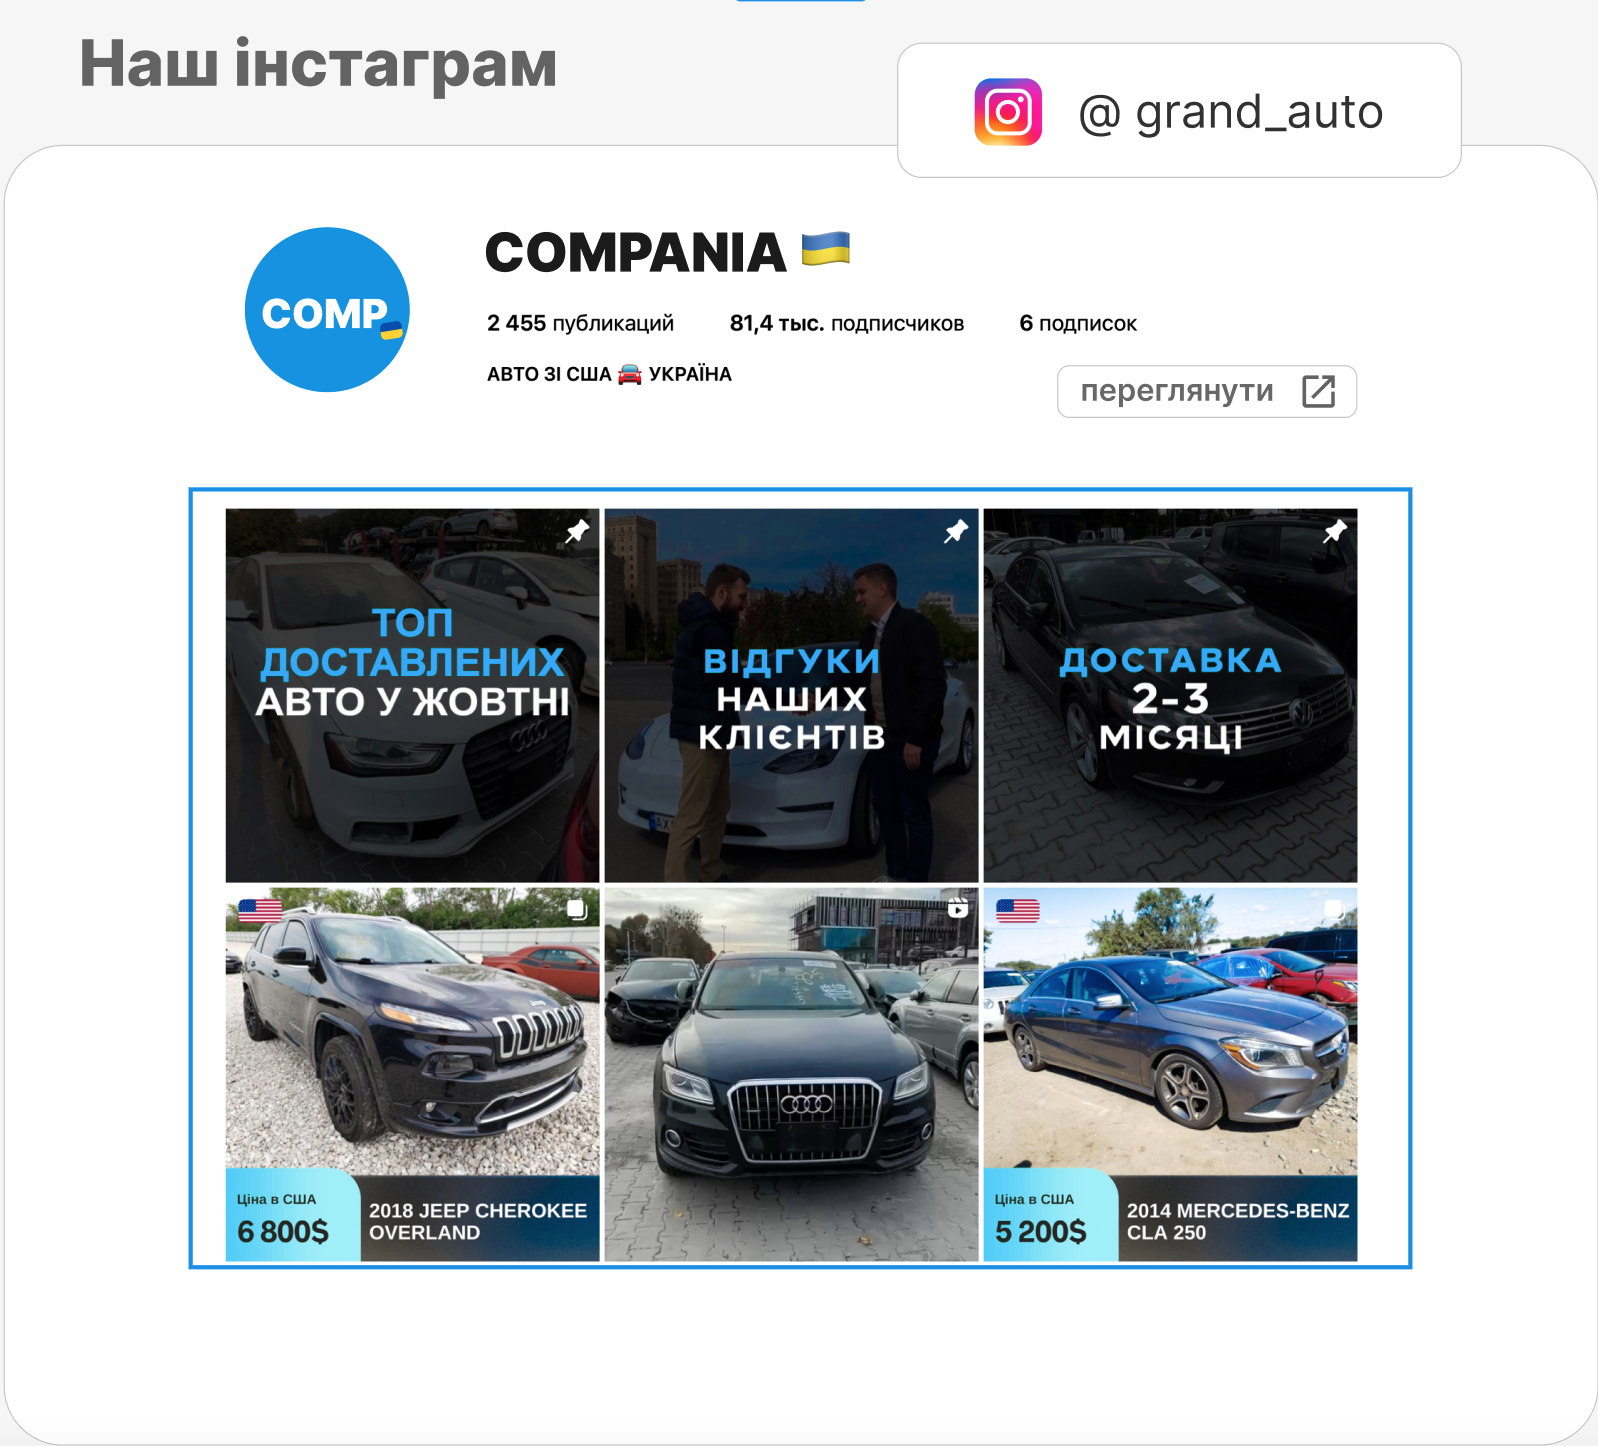 Наш інстаграм
@ grand_auto
COMP
COMPANIA
2 455 публикаций 81,4 тыс. подписчиков 6 подписок
АВТО ЗІ США УКРАЇНА
переглянути
ТОП
ДОСТАВЛЕНИХ
АВТО У ЖОВТНІ
ВІДГУКИ
НАШИХ
КЛІЄНТІВ
AX
ДОСТАВКА
2-3
МІСЯЦІ
Ціна в США
6 800$
2018 JEEP CHEROKEE
OVERLAND
Ціна в США
5 200$
2014 MERCEDES-BENZ
CLA 250